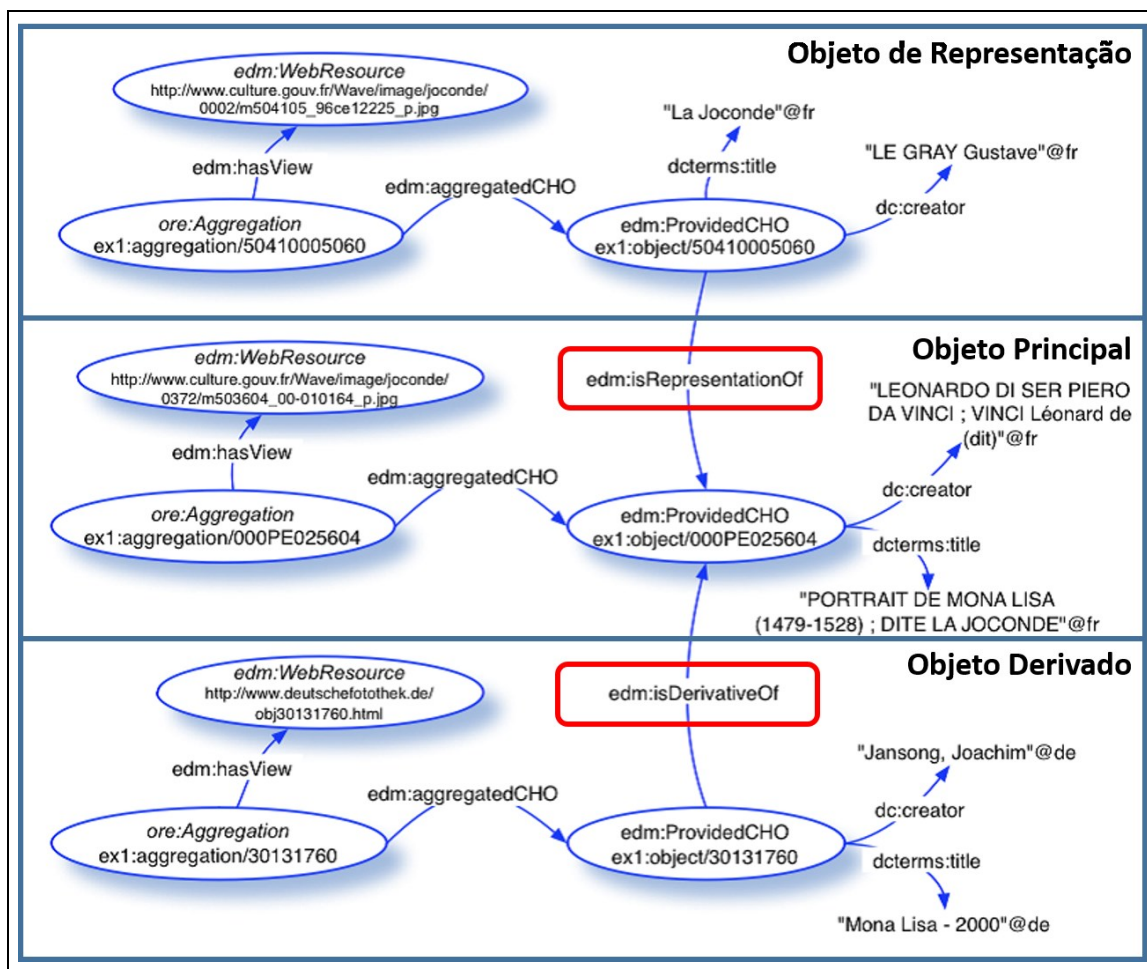 Objeto de Representação
edm:WebResource
http://www.culture.gouv.fr/Wave/image/joconde/
0002/m504105_96ce12225_p.jpg
"La Joconde"@fr
"LE GRAY Gustave"@fr
edm:hasView
edm:aggregatedCHO
dcterms:title
dc:creator
ore:Aggregation
ex1:aggregation/50410005060
edm:ProvidedCHO
ex1:object/50410005060
Objeto Principal
edm:WebResource
http://www.culture.gouv.fr/Wave/image/joconde/
0372/m503604_00-010164_p.jpg
edm:isRepresentationOf
"LEONARDO DI SER PIERO
DA VINCI ; VINCI Léonard de
(dit)"@fr
edm:hasView
edm:aggregatedCHO
dc:creator
ore:Aggregation
ex1:aggregation/000PE025604
edm:ProvidedCHO
ex1:object/000PE025604
dcterms:title
"PORTRAIT DE MONA LISA
(1479-1528) ; DITE LA JOCONDE"@fr
Objeto Derivado
edm:WebResource
http://www.deutschefotothek.de/
obj30131760.html
edm:isDerivativeOf
"Jansong, Joachim"@de
edm:hasView
edm:aggregatedCHO
dc:creator
ore:Aggregation
ex1:aggregation/30131760
edm:ProvidedCHO
ex1:object/30131760
dcterms:title
"Mona Lisa - 2000"@de